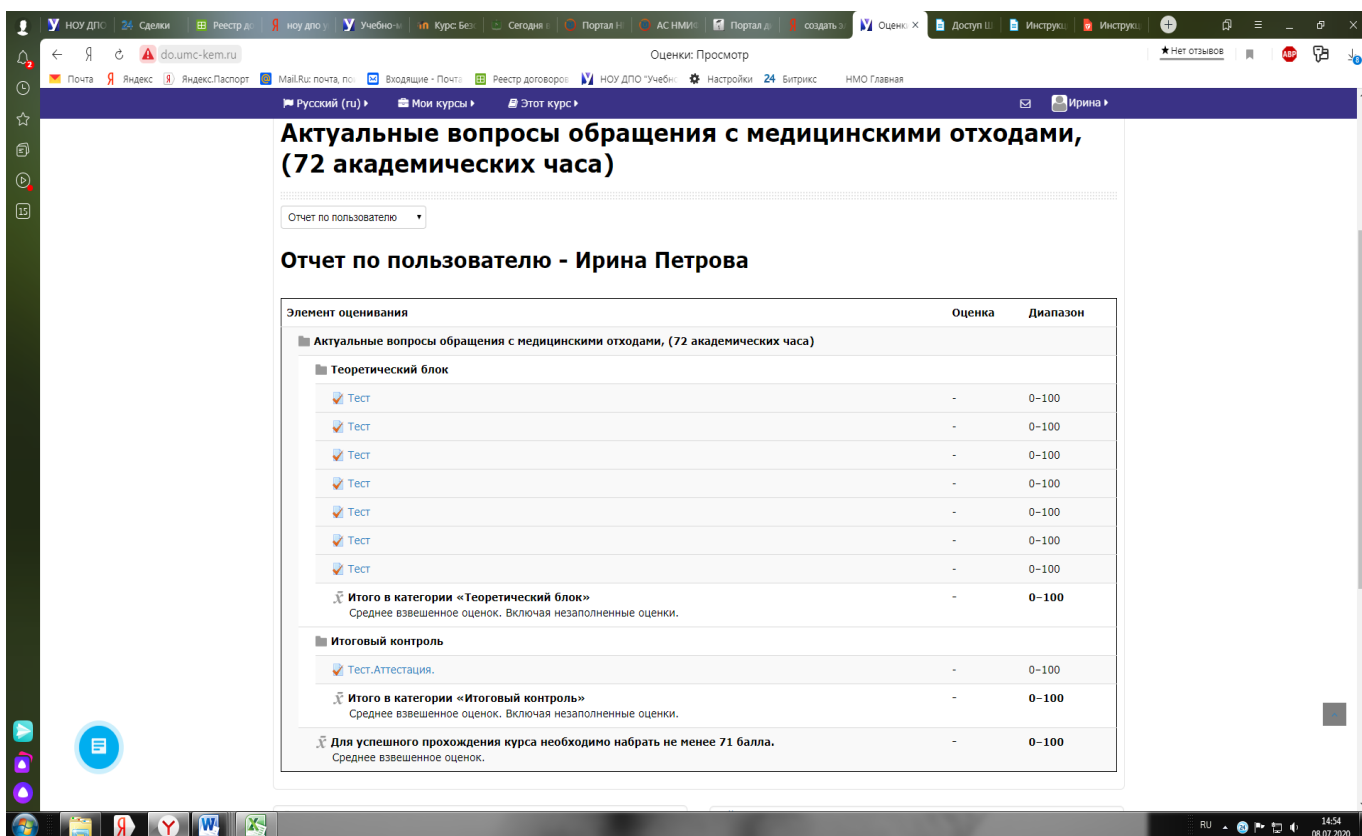 НОУ ДПО
24 Сделки
Реестр до
ноу дпо у
Учебно-м
Курс: Без
Сегодня
Портал Н
АС НМИ
Портал д
создать э
Оценки
Доступ Ш
Инструкц
Инструкц
do.umc-kem.ru
Оценки: Просмотр
Нет отзывов
ABP
Почта
Яндекс
Яндекс.Паспорт
Mail.Ru: почта, по
Входящие - Почта
Реестр договоров
НОУ ДПО "Учебн
Настройки
24 Битрикс
НМО Главная
Русский (ru)
Мои курсы
Этот курс
Ирина
Актуальные вопросы обращения с медицинскими отходами,
(72 академических часа)
Отчет по пользователю
Отчет по пользователю - Ирина Петрова
Элемент оценивания Оценка Диапазон
Актуальные вопросы обращения с медицинскими отходами, (72 академических часа)
Теоретический блок
Тест - 0–100
Тест - 0–100
Тест - 0–100
Тест - 0–100
Тест - 0–100
Тест - 0–100
Тест - 0–100
x̄ Итого в категории «Теоретический блок» - 0–100
Среднее взвешенное оценок. Включая незаполненные оценки.
Итоговый контроль
Тест.Аттестация. - 0–100
x̄ Итого в категории «Итоговый контроль» - 0–100
Среднее взвешенное оценок. Включая незаполненные оценки.
x̄ Для успешного прохождения курса необходимо набрать не менее 71 балла. - 0–100
Среднее взвешенное оценок.
15
RU
14:54
08.07.2020